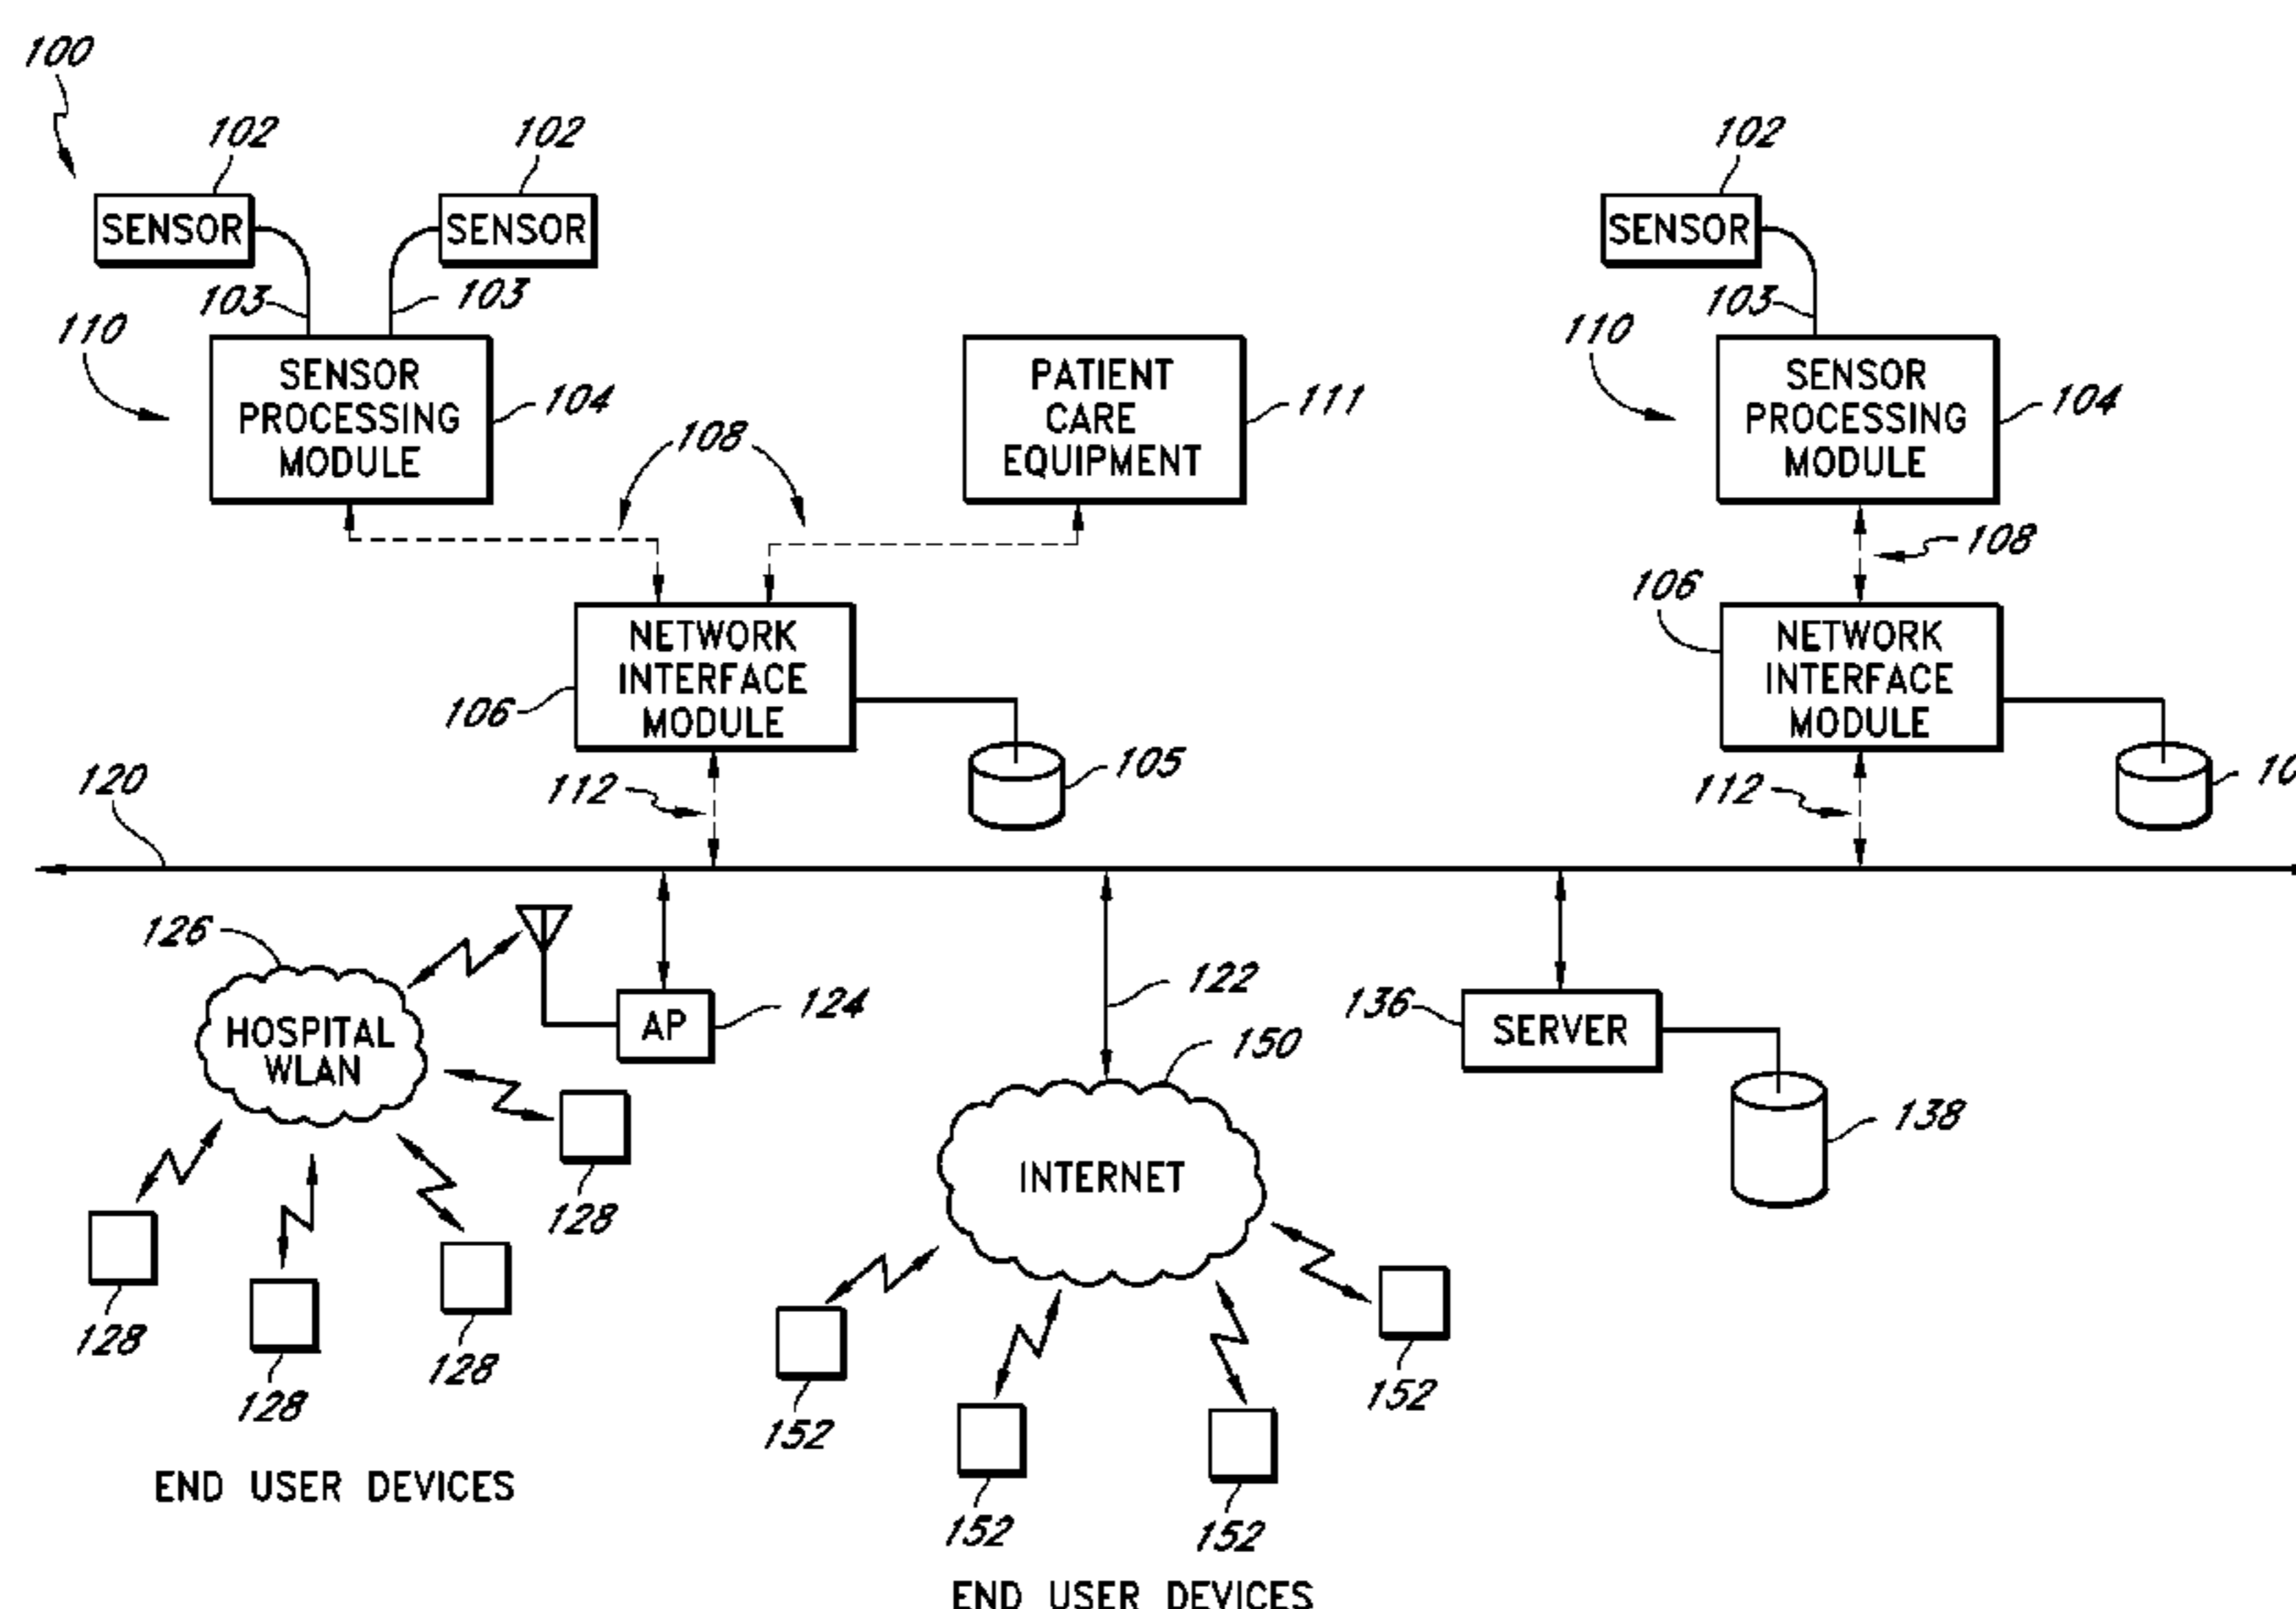 100
102
102
102
SENSOR
SENSOR
SENSOR
103
103
103
110
110
SENSOR
PROCESSING
MODULE
104
PATIENT
CARE
EQUIPMENT
111
SENSOR
PROCESSING
MODULE
104
108
108
106
NETWORK
INTERFACE
MODULE
106
NETWORK
INTERFACE
MODULE
105
10
112
112
120
126
HOSPITAL
WLAN
AP
124
122
150
136
SERVER
138
INTERNET
128
128
128
128
152
152
152
152
END USER DEVICES
END USER DEVICES